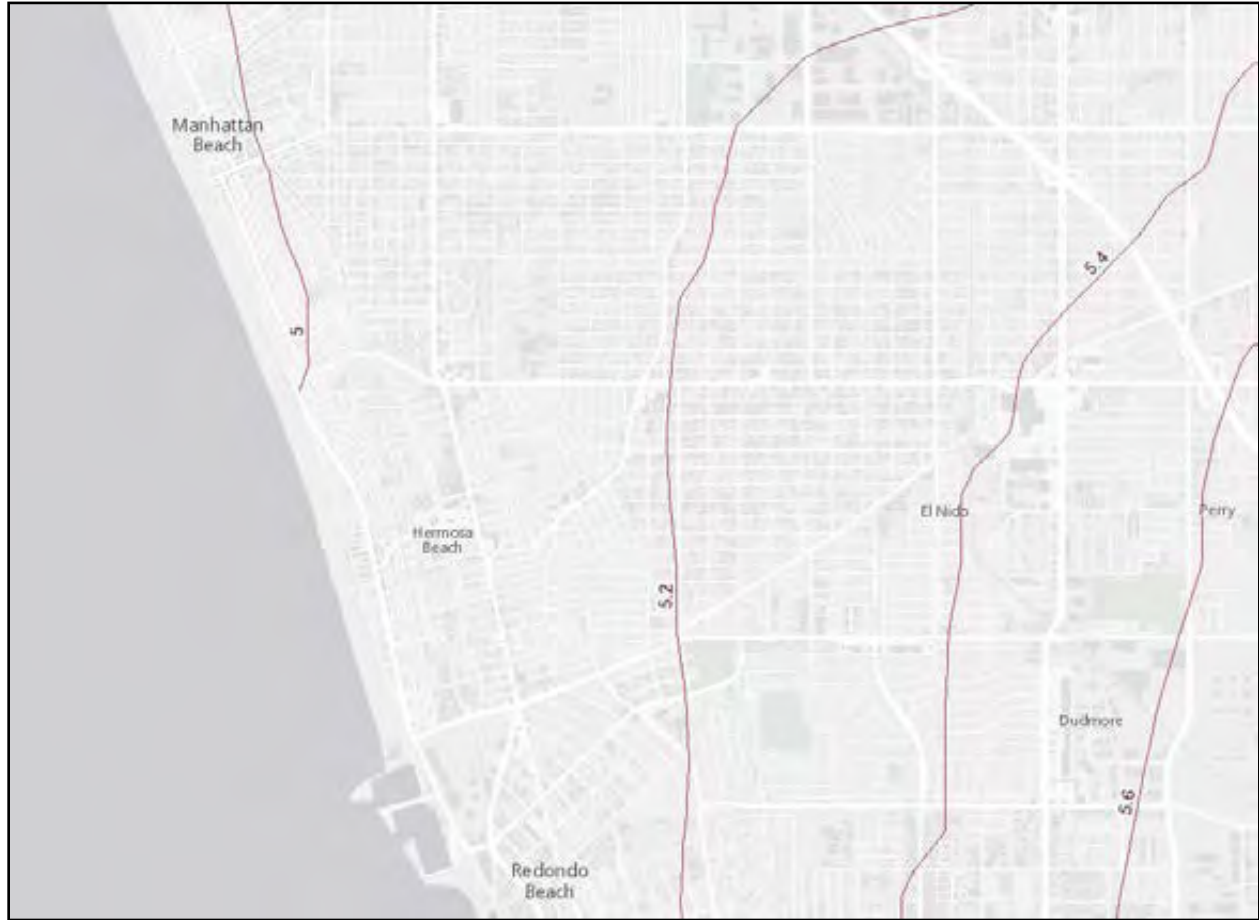 Manhattan
Beach
5.4
5
El Nido
Perry
Hermosa
Beach
5.2
Dudmore
5.6
Redondo
Beach